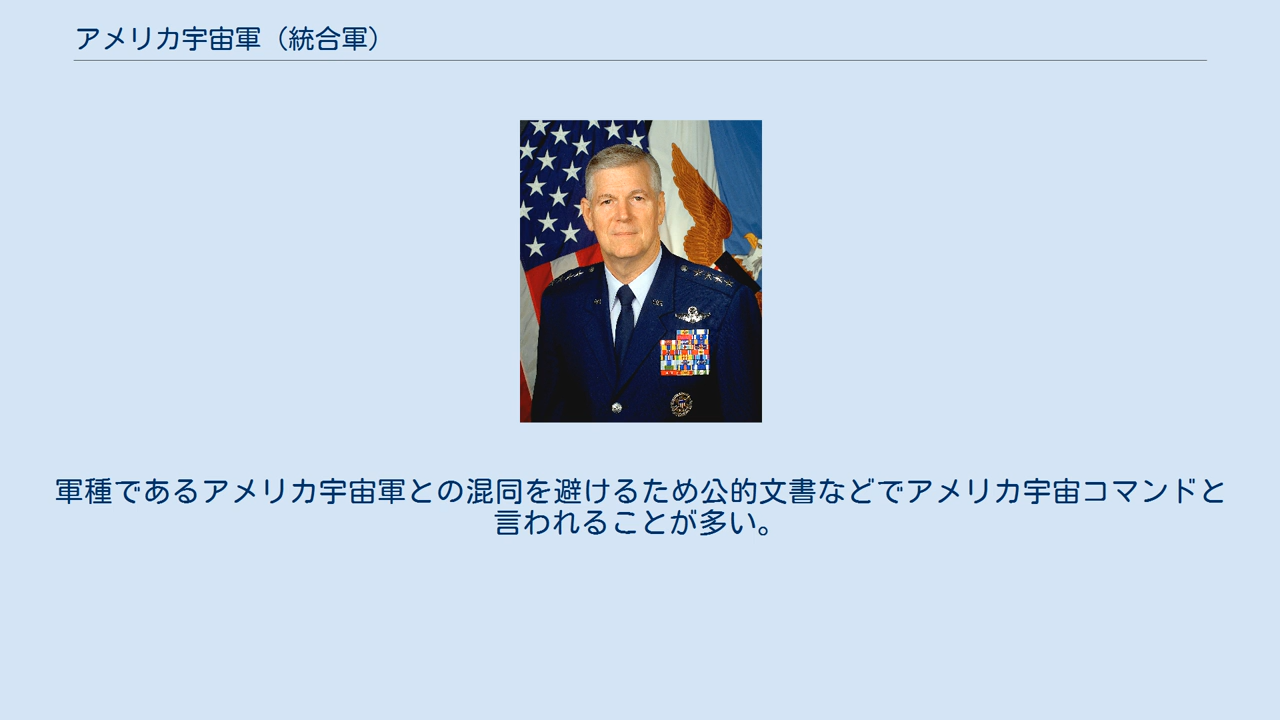 アメリカ宇宙軍（統合軍）
軍種であるアメリカ宇宙軍との混同を避けるため公的文書などでアメリカ宇宙コマンドと
言われることが多い。